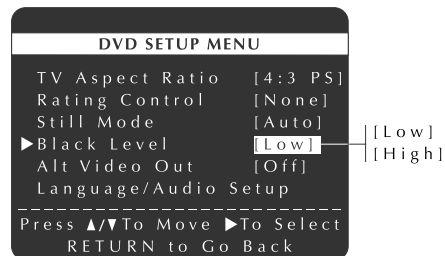 DVD SETUP MENU
TV Aspect Ratio [4:3 PS]
Rating Control [None]
Still Mode [Auto]
▶Black Level [Low]
[Low]
[High]
Alt Video Out [Off]
Language/Audio Setup
Press ▲/▼To Move ▶To Select
RETURN to Go Back